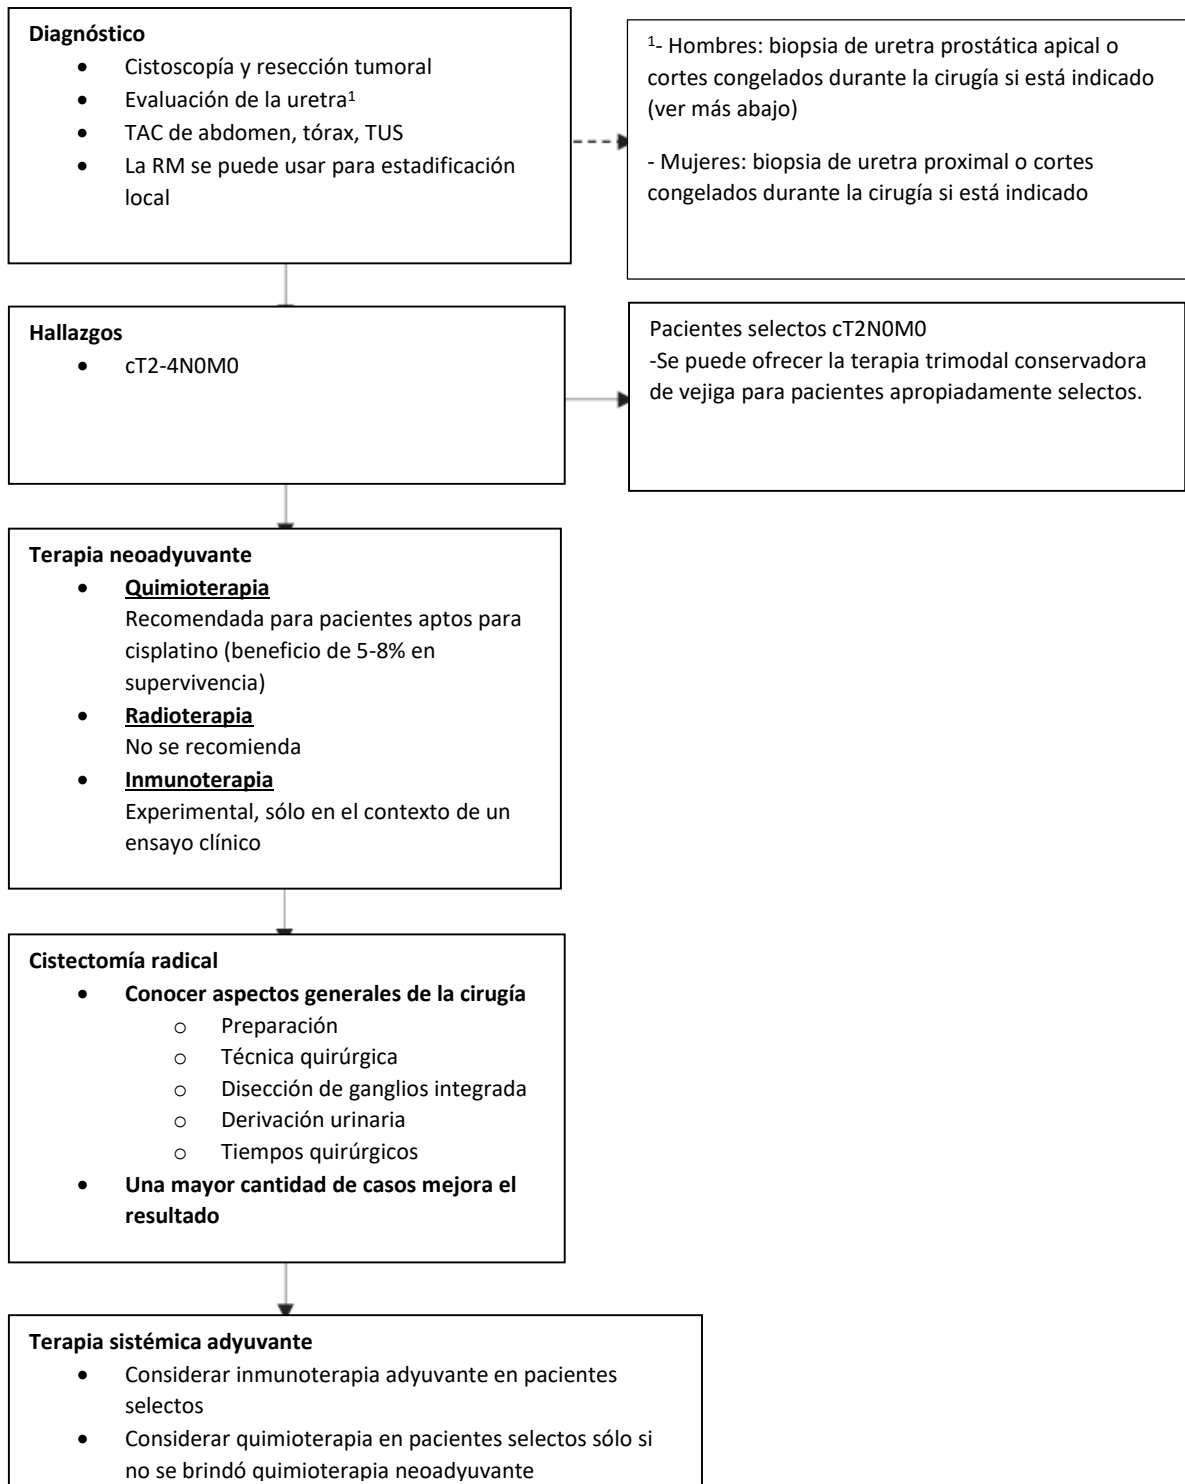 Diagnóstico
• Cistoscopía y resección tumoral
• Evaluación de la uretra¹
• TAC de abdomen, tórax, TUS
• La RM se puede usar para estadificación
local
¹- Hombres: biopsia de uretra prostática apical o
cortes congelados durante la cirugía si está indicado
(ver más abajo)
- Mujeres: biopsia de uretra proximal o cortes
congelados durante la cirugía si está indicado
Hallazgos
• cT2-4N0M0
Pacientes selectos cT2N0M0
-Se puede ofrecer la terapia trimodal conservadora
de vejiga para pacientes apropiadamente selectos.
Terapia neoadyuvante
• Quimioterapia
Recomendada para pacientes aptos para
cisplatino (beneficio de 5-8% en
supervivencia)
• Radioterapia
No se recomienda
• Inmunoterapia
Experimental, sólo en el contexto de un
ensayo clínico
Cistectomía radical
• Conocer aspectos generales de la cirugía
o Preparación
o Técnica quirúrgica
o Disección de ganglios integrada
o Derivación urinaria
o Tiempos quirúrgicos
• Una mayor cantidad de casos mejora el
resultado
Terapia sistémica adyuvante
• Considerar inmunoterapia adyuvante en pacientes
selectos
• Considerar quimioterapia en pacientes selectos sólo si
no se brindó quimioterapia neoadyuvante